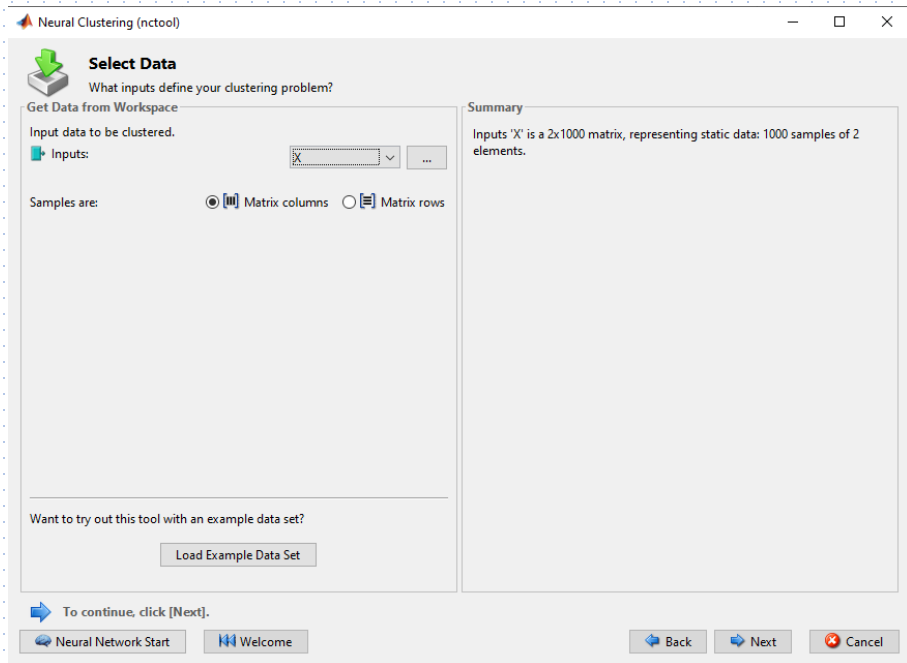 Neural Clustering (nctool)
Select Data
What inputs define your clustering problem?
Get Data from Workspace
Input data to be clustered.
Inputs:
X
...
Samples are:
Matrix columns
Matrix rows
Want to try out this tool with an example data set?
Load Example Data Set
Summary
Inputs 'X' is a 2x1000 matrix, representing static data: 1000 samples of 2
elements.
To continue, click [Next].
Neural Network Start
Welcome
Back
Next
Cancel